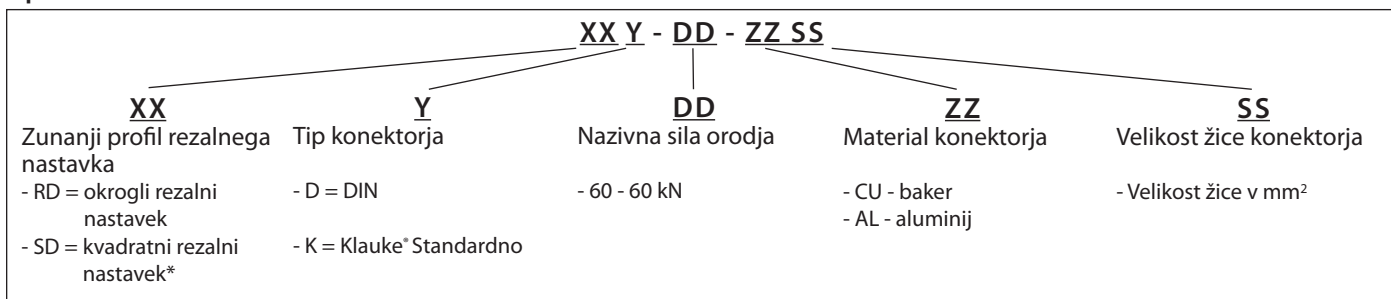 XX Y - DD - ZZ SS
XX
Zunanji profil rezalnega
nastavka
- RD = okrogli rezalni
nastavek
- SD = kvadratni rezalni
nastavek*
Y
Tip konektorja
- D = DIN
- K = Klauke® Standardno
DD
Nazivna sila orodja
- 60 - 60 kN
ZZ
Material konektorja
- CU - baker
- AL - aluminij
SS
Velikost žice konektorja
- Velikost žice v mm²